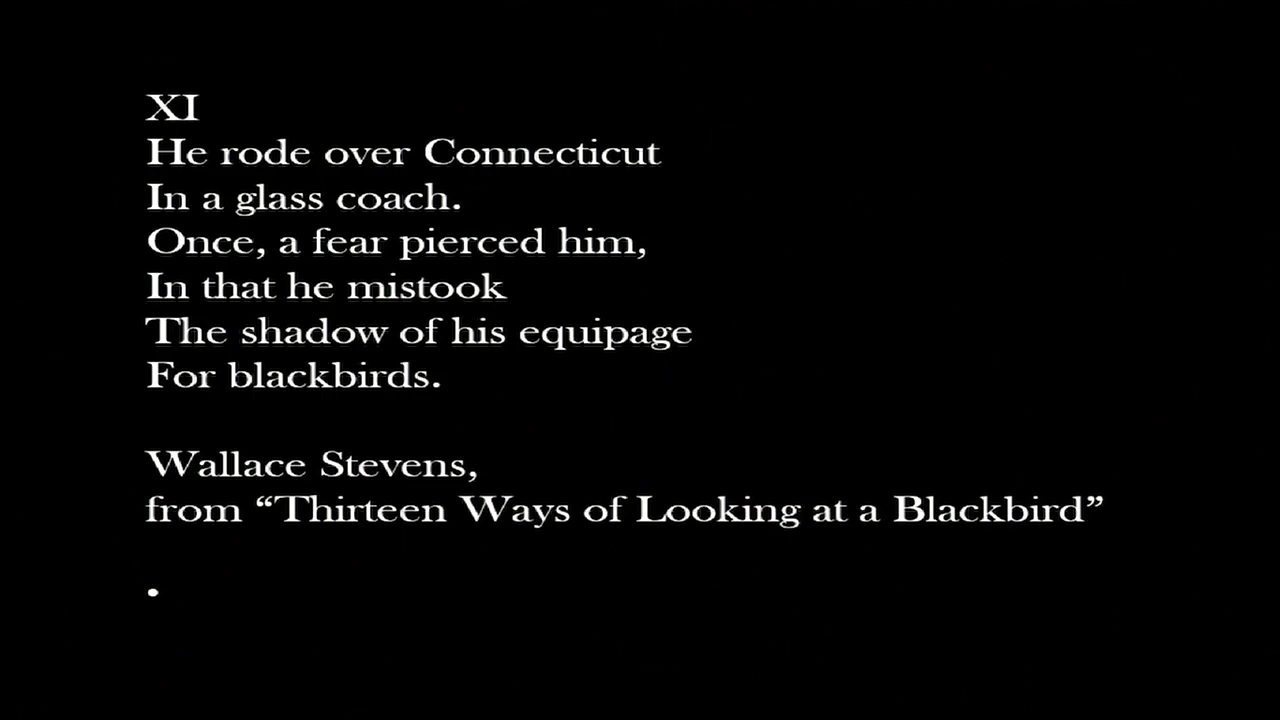 XI
He rode over Connecticut
In a glass coach.
Once, a fear pierced him,
In that he mistook
The shadow of his equipage
For blackbirds.
Wallace Stevens,
from “Thirteen Ways of Looking at a Blackbird”
.